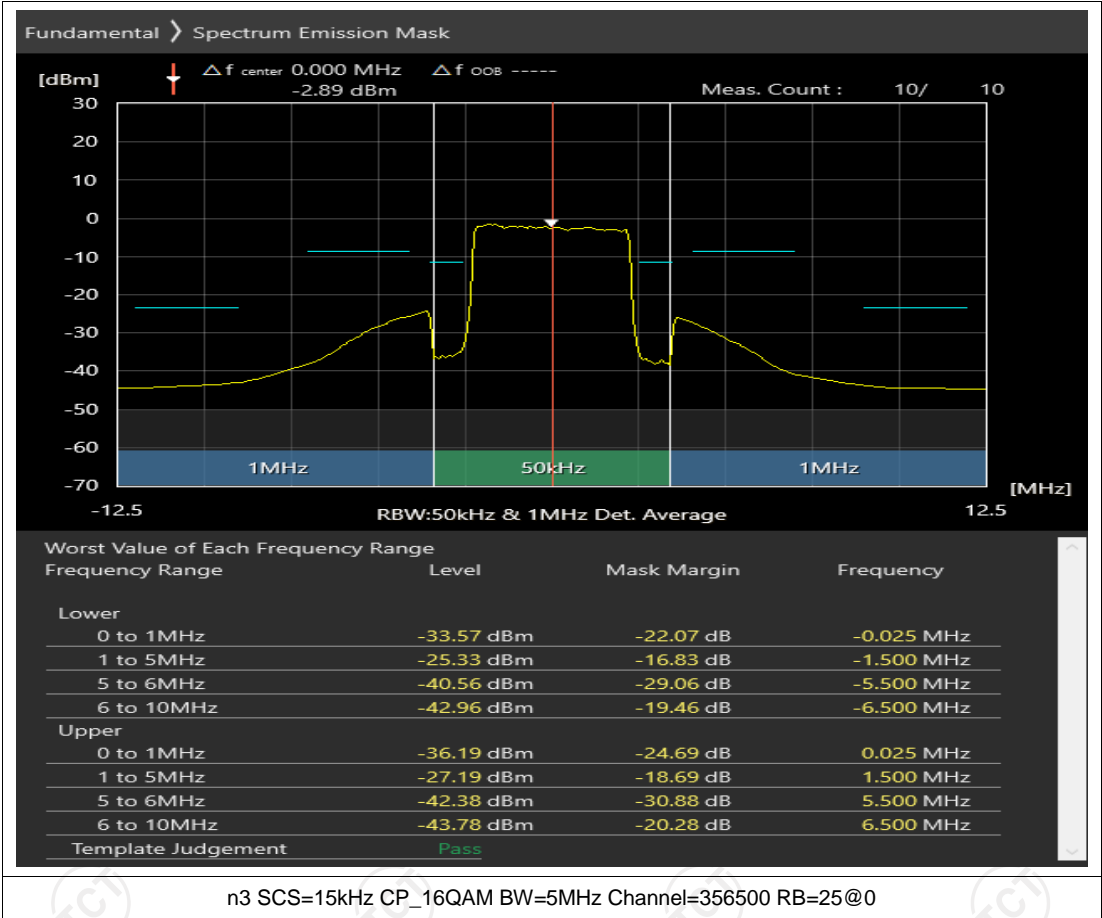 Fundamental ❯ Spectrum Emission Mask
[dBm] △f center 0.000 MHz △f OOB -----
-2.89 dBm Meas. Count : 10/ 10
30
20
10
0
-10
-20
-30
-40
-50
-60
1MHz 50kHz 1MHz
-70
[MHz]
-12.5 RBW:50kHz & 1MHz Det. Average 12.5
Worst Value of Each Frequency Range
Frequency Range Level Mask Margin Frequency
Lower
0 to 1MHz -33.57 dBm -22.07 dB -0.025 MHz
1 to 5MHz -25.33 dBm -16.83 dB -1.500 MHz
5 to 6MHz -40.56 dBm -29.06 dB -5.500 MHz
6 to 10MHz -42.96 dBm -19.46 dB -6.500 MHz
Upper
0 to 1MHz -36.19 dBm -24.69 dB 0.025 MHz
1 to 5MHz -27.19 dBm -18.69 dB 1.500 MHz
5 to 6MHz -42.38 dBm -30.88 dB 5.500 MHz
6 to 10MHz -43.78 dBm -20.28 dB 6.500 MHz
Template Judgement Pass
n3 SCS=15kHz CP_16QAM BW=5MHz Channel=356500 RB=25@0
TCT TCT TCT TCT